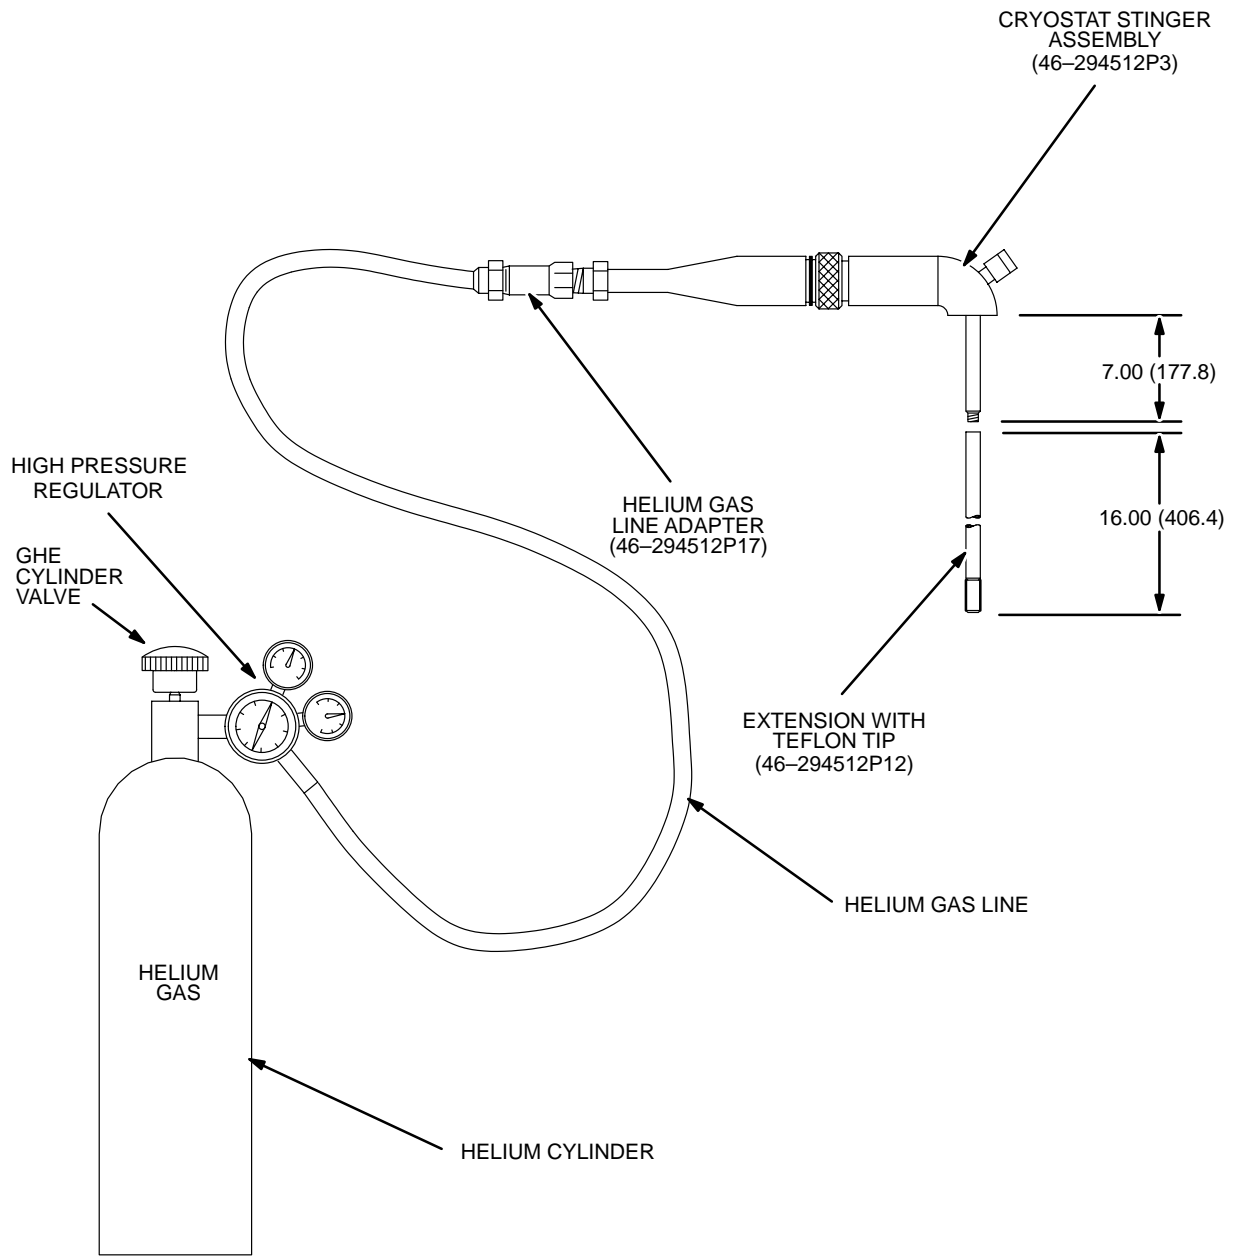 CRYOSTAT STINGER
ASSEMBLY
(46–294512P3)
7.00 (177.8)
HIGH PRESSURE
REGULATOR
HELIUM GAS
LINE ADAPTER
(46–294512P17)
16.00 (406.4)
GHE
CYLINDER
VALVE
EXTENSION WITH
TEFLON TIP
(46–294512P12)
HELIUM GAS LINE
HELIUM
GAS
HELIUM CYLINDER